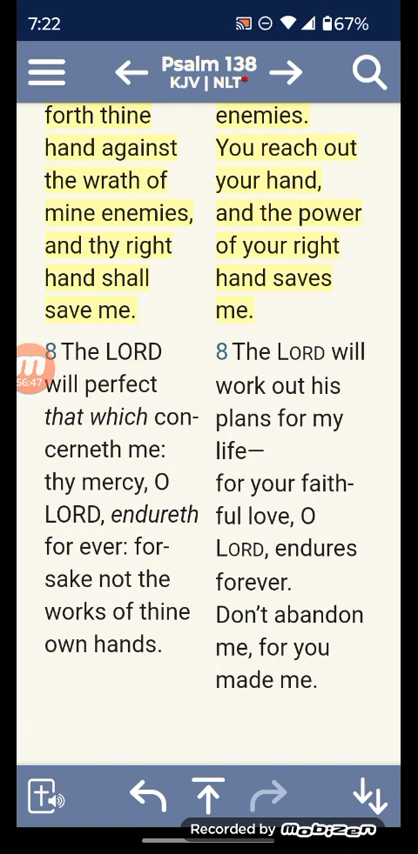 7:22
67%
Psalm 138
KJV | NLT*
forth thine
hand against
the wrath of
mine enemies,
and thy right
hand shall
save me.
8 The LORD
will perfect
that which con-
cerneth me:
thy mercy, O
LORD, endureth
for ever: for-
sake not the
works of thine
own hands.
enemies.
You reach out
your hand,
and the power
of your right
hand saves
me.
8 The LORD will
work out his
plans for my
life—
for your faith-
ful love, O
LORD, endures
forever.
Don’t abandon
me, for you
made me.
m
56:47
Recorded by Mobizen